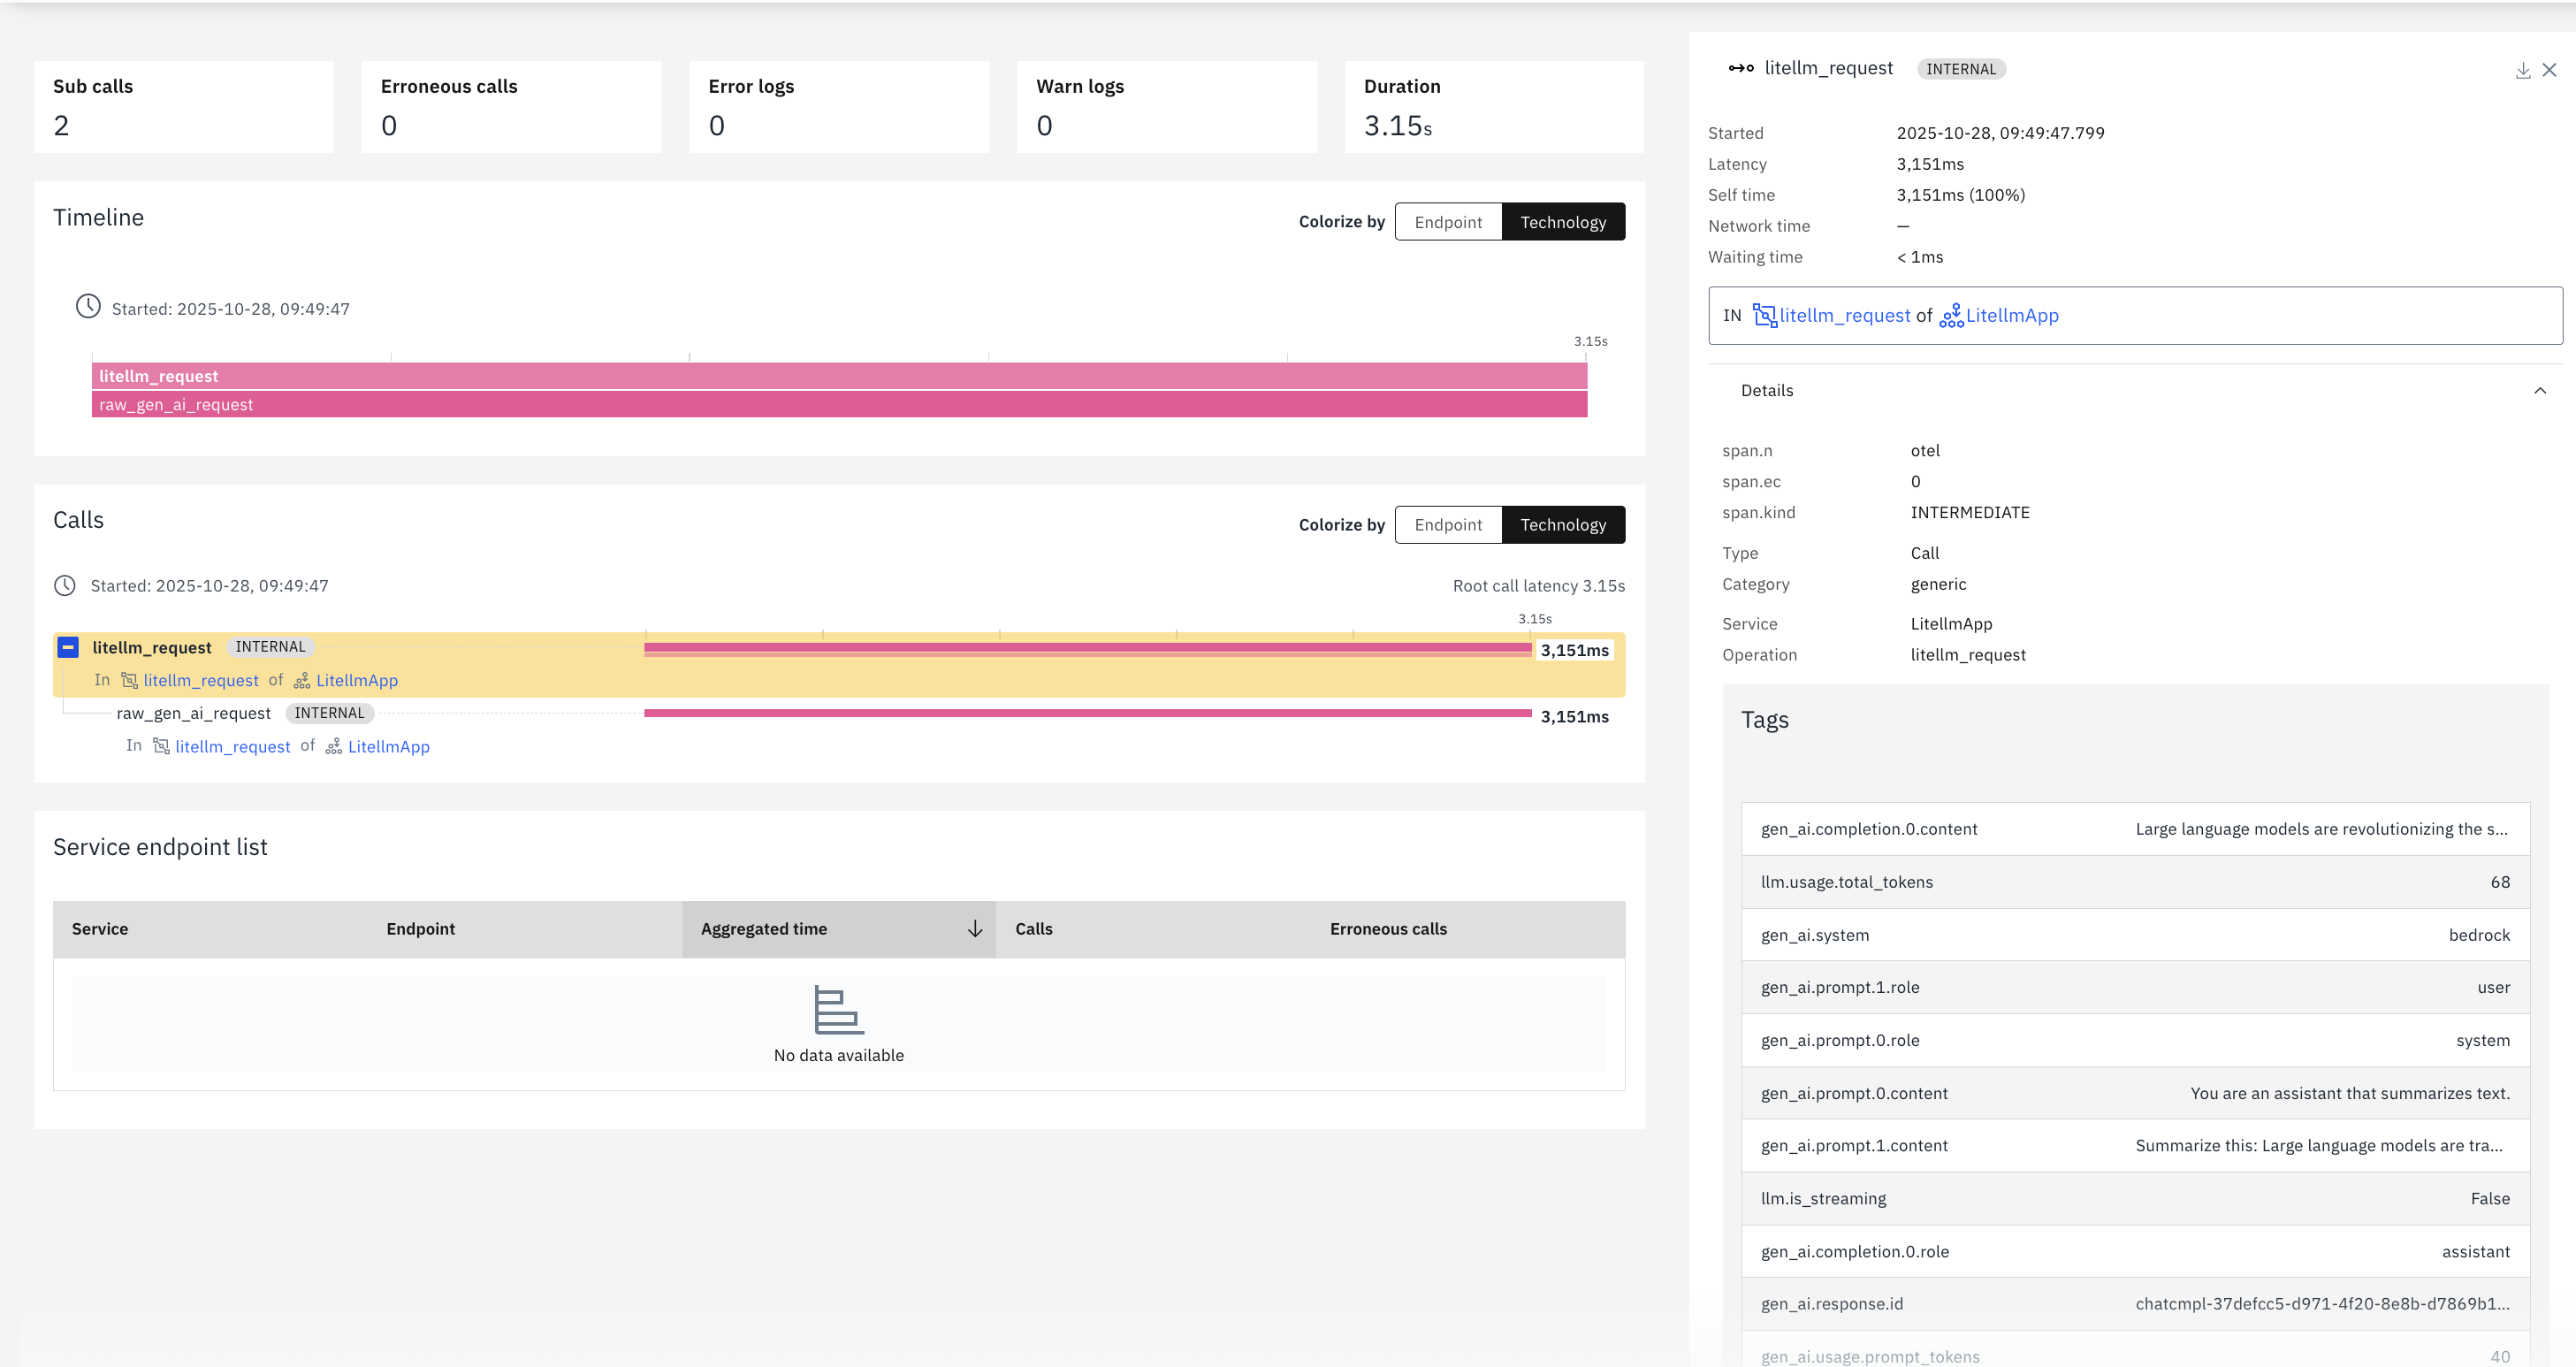 Sub calls
2
Erroneous calls
0
Error logs
0
Warn logs
0
Duration
3.15s
Timeline
Colorize by Endpoint Technology
Started: 2025-10-28, 09:49:47
3.15s
litellm_request
raw_gen_ai_request
Calls
Colorize by Endpoint Technology
Started: 2025-10-28, 09:49:47
Root call latency 3.15s
3.15s
litellm_request INTERNAL 3,151ms
In litellm_request of LitellmApp
raw_gen_ai_request INTERNAL 3,151ms
In litellm_request of LitellmApp
Service endpoint list
Service Endpoint Aggregated time Calls Erroneous calls
No data available
litellm_request INTERNAL
Started 2025-10-28, 09:49:47.799
Latency 3,151ms
Self time 3,151ms (100%)
Network time —
Waiting time < 1ms
IN litellm_request of LitellmApp
Details
span.n otel
span.ec 0
span.kind INTERMEDIATE
Type Call
Category generic
Service LitellmApp
Operation litellm_request
Tags
gen_ai.completion.0.content Large language models are revolutionizing the s...
llm.usage.total_tokens 68
gen_ai.system bedrock
gen_ai.prompt.1.role user
gen_ai.prompt.0.role system
gen_ai.prompt.0.content You are an assistant that summarizes text.
gen_ai.prompt.1.content Summarize this: Large language models are tra...
llm.is_streaming False
gen_ai.completion.0.role assistant
gen_ai.response.id chatcmpl-37defcc5-d971-4f20-8e8b-d7869b1...
gen_ai.usage.prompt_tokens 40